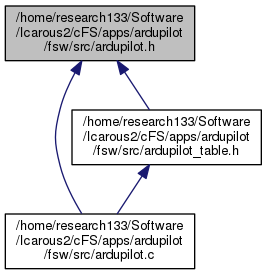 /home/research133/Software
/Icarous2/cFS/apps/ardupilot
/fsw/src/ardupilot.h
/home/research133/Software
/Icarous2/cFS/apps/ardupilot
/fsw/src/ardupilot_table.h
/home/research133/Software
/Icarous2/cFS/apps/ardupilot
/fsw/src/ardupilot.c